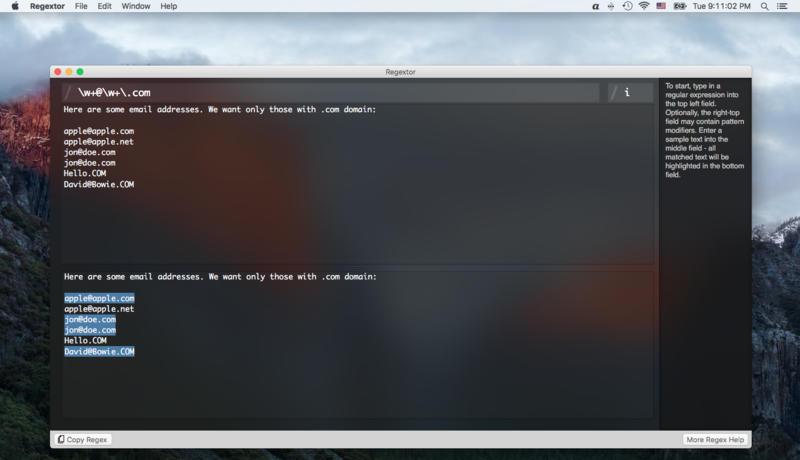 Regextor File Edit Window Help
Tue 9:11:02 PM
Regextor
/ \w+@\w+\.com / i
Here are some email addresses. We want only those with .com domain:
apple@apple.com
apple@apple.net
jon@doe.com
jon@doe.com
Hello.COM
David@Bowie.COM
Here are some email addresses. We want only those with .com domain:
apple@apple.com
apple@apple.net
jon@doe.com
jon@doe.com
Hello.COM
David@Bowie.COM
To start, type in a
regular expression into
the top left field.
Optionally, the right-top
field may contain pattern
modifiers. Enter a
sample text into the
middle field - all
matched text will be
highlighted in the bottom
field.
Copy Regex
More Regex Help